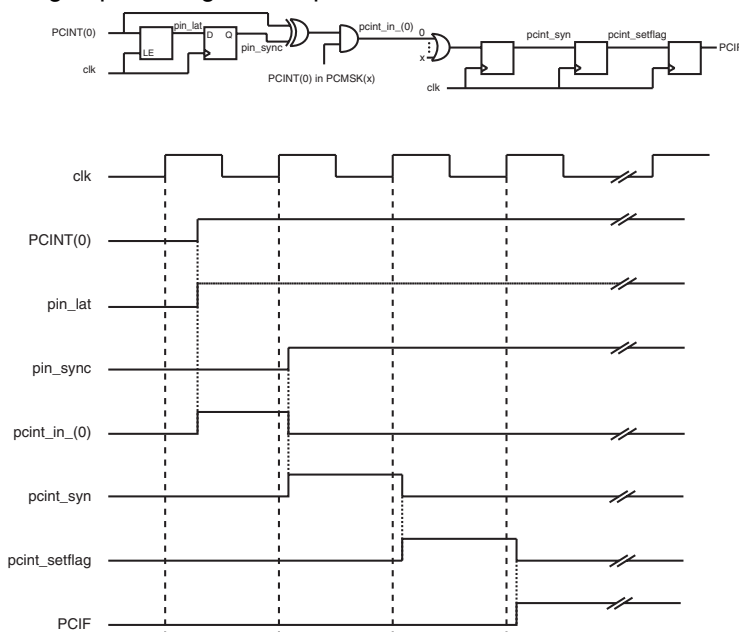 PCINT(0)
pin_lat
D Q
LE
pin_sync
clk
PCINT(0) in PCMSK(x)
pcint_in_(0)
0
x
clk
pcint_syn
pcint_setflag
clk
PCINT(0)
pin_lat
pin_sync
pcint_in_(0)
pcint_syn
pcint_setflag
PCIF